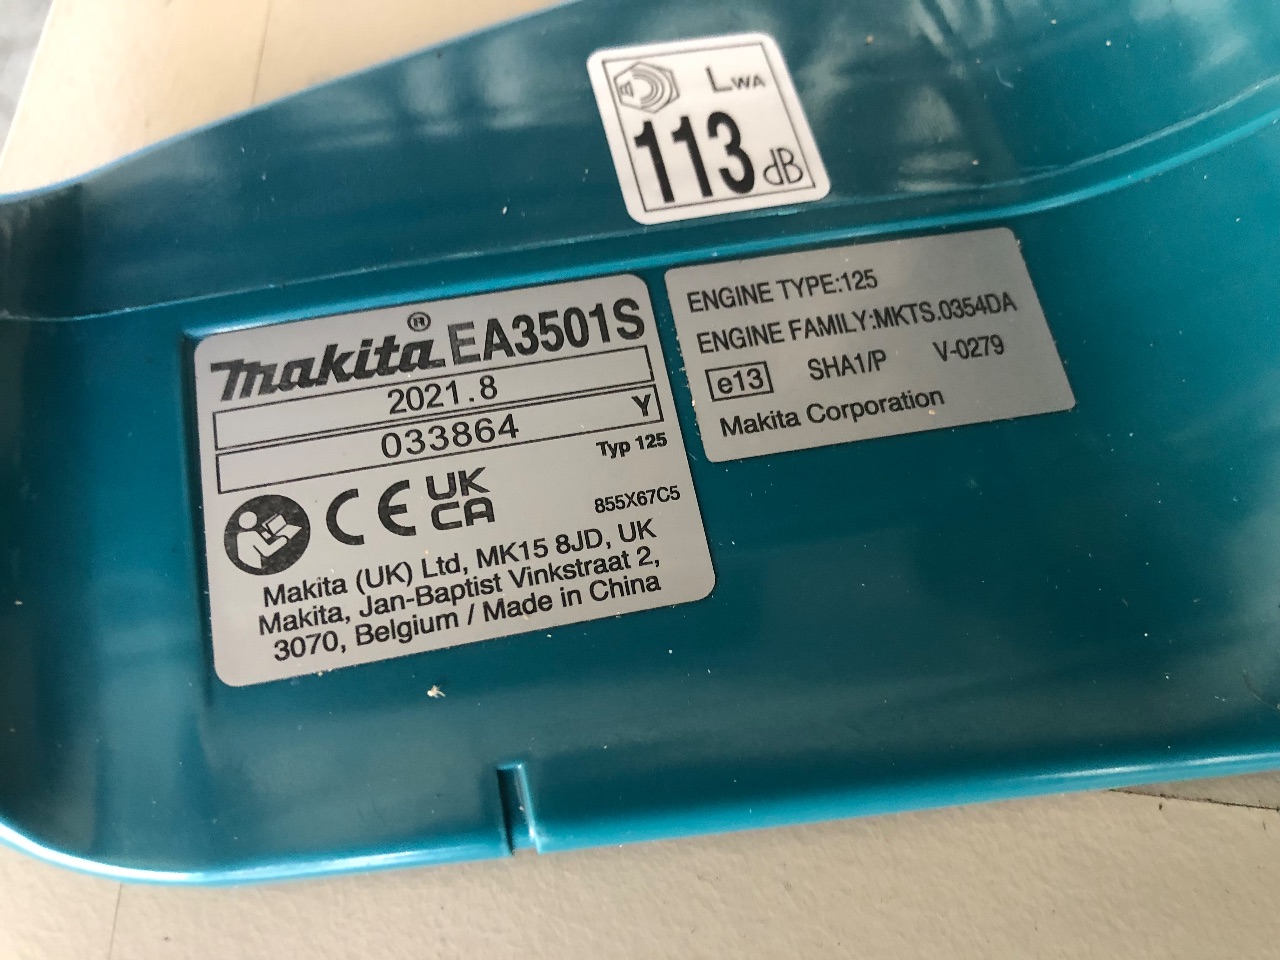 LWA
113 dB
makita® EA3501S
2021.8
033864 Y
Typ 125
CE UK CA
855X67C5
Makita (UK) Ltd, MK15 8JD, UK
Makita, Jan-Baptist Vinkstraat 2,
3070, Belgium / Made in China
ENGINE TYPE:125
ENGINE FAMILY:MKTS.0354DA
e13 SHA1/P V-0279
Makita Corporation